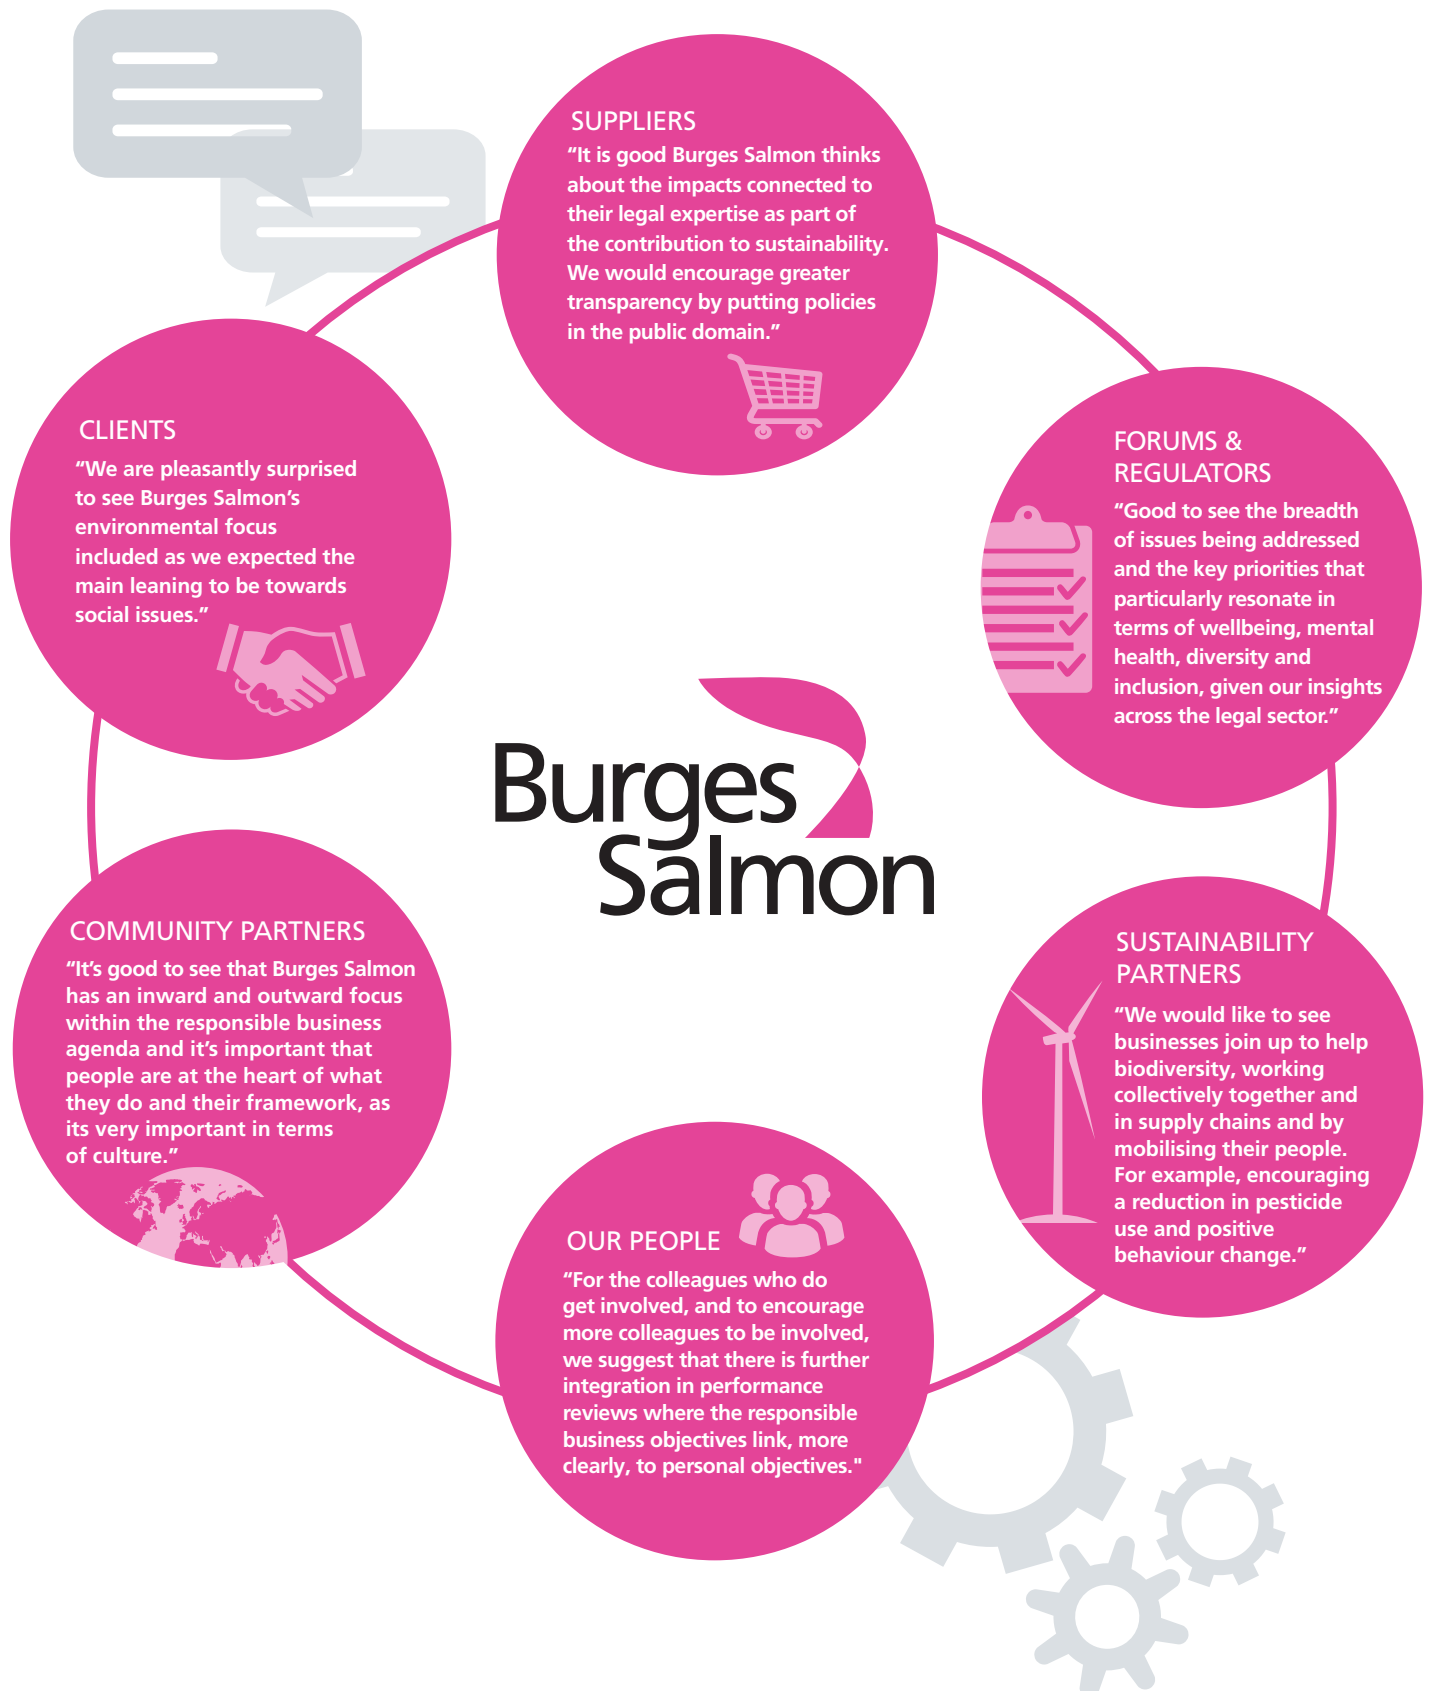 SUPPLIERS
“It is good Burges Salmon thinks
about the impacts connected to
their legal expertise as part of
the contribution to sustainability.
We would encourage greater
transparency by putting policies
in the public domain.”
CLIENTS
“We are pleasantly surprised
to see Burges Salmon’s
environmental focus
included as we expected the
main leaning to be towards
social issues.”
FORUMS &
REGULATORS
“Good to see the breadth
of issues being addressed
and the key priorities that
particularly resonate in
terms of wellbeing, mental
health, diversity and
inclusion, given our insights
across the legal sector.”
Burges
Salmon
COMMUNITY PARTNERS
“It’s good to see that Burges Salmon
has an inward and outward focus
within the responsible business
agenda and it’s important that
people are at the heart of what
they do and their framework, as
its very important in terms
of culture.”
SUSTAINABILITY
PARTNERS
“We would like to see
businesses join up to help
biodiversity, working
collectively together and
in supply chains and by
mobilising their people.
For example, encouraging
a reduction in pesticide
use and positive
behaviour change.”
OUR PEOPLE
“For the colleagues who do
get involved, and to encourage
more colleagues to be involved,
we suggest that there is further
integration in performance
reviews where the responsible
business objectives link, more
clearly, to personal objectives."